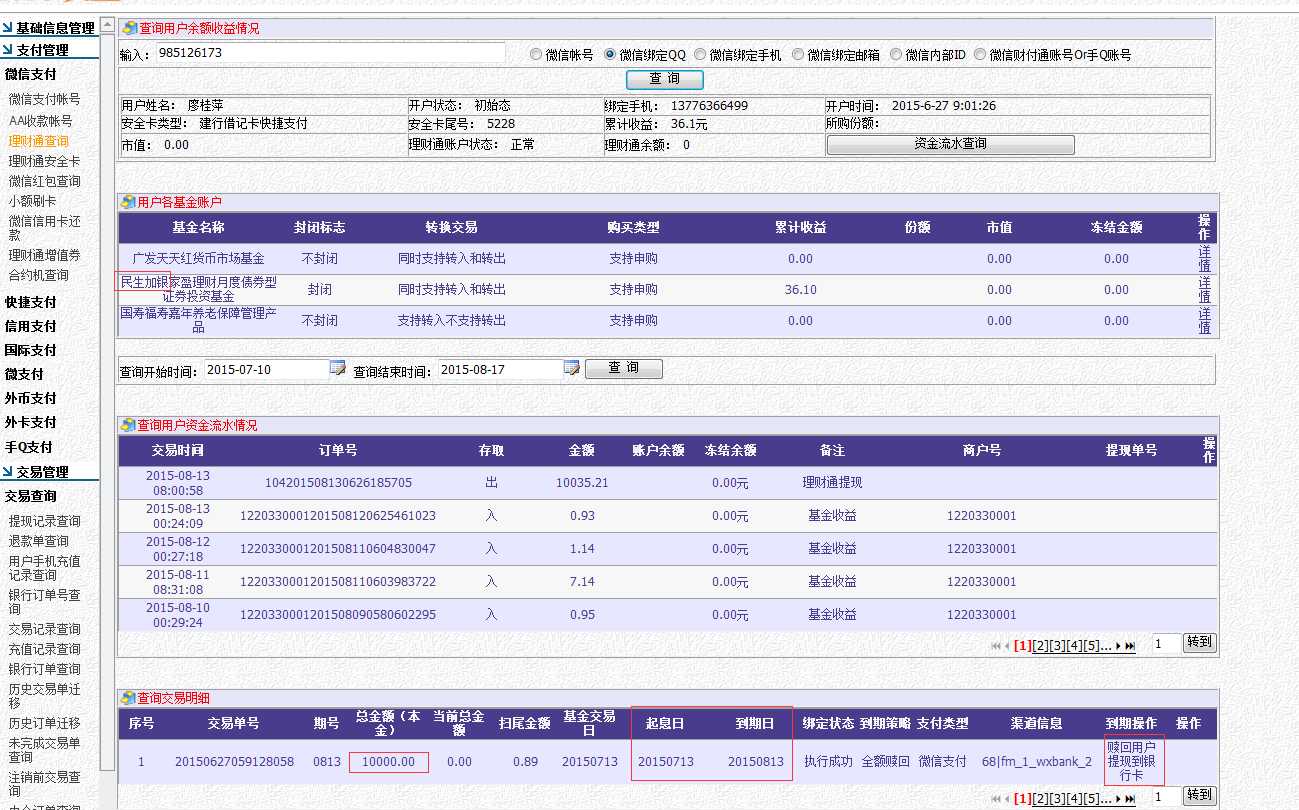 基础信息管理
支付管理
微信支付
微信支付帐号
AA收款帐号
理财通查询
理财通安全卡
微信红包查询
小额刷卡
微信信用卡还
款
理财通增值券
合约机查询
快捷支付
信用支付
国际支付
微支付
外币支付
外卡支付
手Q支付
交易管理
交易查询
提现记录查询
退款单查询
用户手机充值
记录查询
银行订单号查
询
交易记录查询
充值记录查询
银行订单查询
历史交易单迁
移
历史订单迁移
未完成交易单
查询
注销前交易查
询
查询用户余额收益情况
输入: 985126173 微信帐号 微信绑定QQ 微信绑定手机 微信绑定邮箱 微信内部ID 微信财付通账号Or手Q账号
查 询
用户姓名: 廖桂萍 开户状态: 初始态 绑定手机: 13776366499 开户时间: 2015-6-27 9:01:26
安全卡类型: 建行借记卡快捷支付 安全卡尾号: 5228 累计收益: 36.1元 所购份额:
市值: 0.00 理财通账户状态: 正常 理财通余额: 0 资金流水查询
用户各基金账户
基金名称 封闭标志 转换交易 购买类型 累计收益 份额 市值 冻结金额 操作
广发天天红货币市场基金 不封闭 同时支持转入和转出 支持申购 0.00 0.00 0.00 详情
民生加银家盈理财月度债券型
证券投资基金 封闭 同时支持转入和转出 支持申购 36.10 0.00 0.00 详情
国寿福寿嘉年养老保障管理产
品 不封闭 支持转入不支持转出 支持申购 0.00 0.00 0.00 详情
查询开始时间: 2015-07-10 查询结束时间: 2015-08-17 查 询
查询用户资金流水情况
交易时间 订单号 存取 金额 账户余额 冻结余额 备注 商户号 提现单号 操作
2015-08-13
08:00:58 104201508130626185705 出 10035.21 0.00元 理财通提现
2015-08-13
00:24:09 1220330001201508120625461023 入 0.93 0.00元 基金收益 1220330001
2015-08-12
00:27:18 1220330001201508110604830047 入 1.14 0.00元 基金收益 1220330001
2015-08-11
08:31:08 1220330001201508110603983722 入 7.14 0.00元 基金收益 1220330001
2015-08-10
00:29:24 1220330001201508090580602295 入 0.95 0.00元 基金收益 1220330001
[1][2][3][4][5]... 1 转到
查询交易明细
序号 交易单号 期号 总金额（本
金） 当前总金
额 扫尾金额 基金交易
日 起息日 到期日 绑定状态 到期策略 支付类型 渠道信息 到期操作 操作
1 20150627059128058 0813 10000.00 0.00 0.89 20150713 20150713 20150813 执行成功 全额赎回 微信支付 68|fm_1_wxbank_2 赎回用户
提现到银
行卡
[1][2][3][4][5]... 1 转到